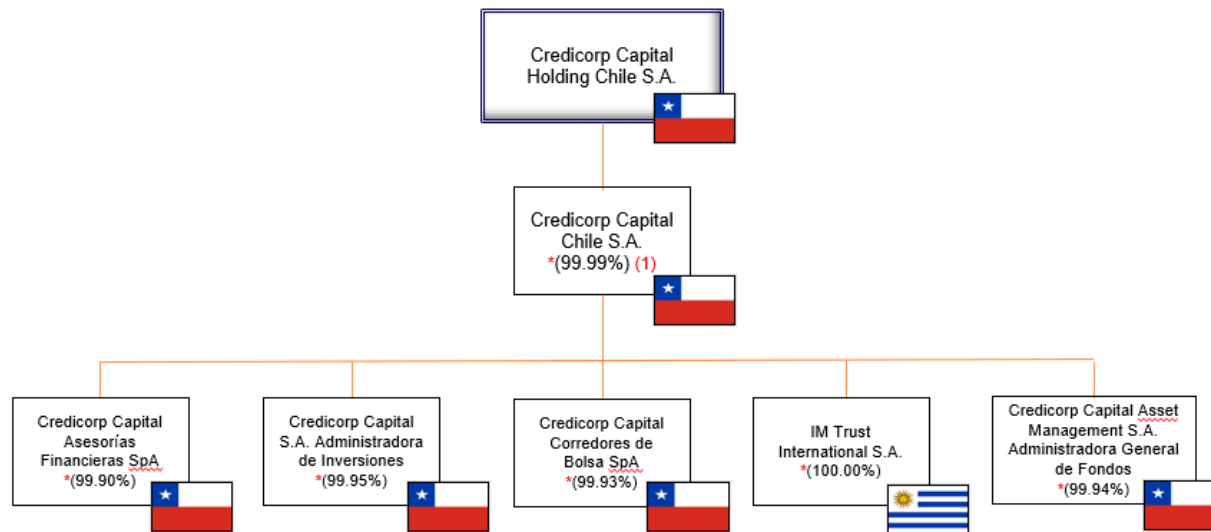 Credicorp Capital
Holding Chile S.A.
Credicorp Capital
Chile S.A.
*(99.99%) (1)
Credicorp Capital
Asesorías
Financieras SpA
*(99.90%)
Credicorp Capital
S.A. Administradora
de Inversiones
*(99.95%)
Credicorp Capital
Corredores de
Bolsa SpA
*(99.93%)
IM Trust
International S.A.
*(100.00%)
Credicorp Capital Asset
Management S.A.
Administradora General
de Fondos
*(99.94%)